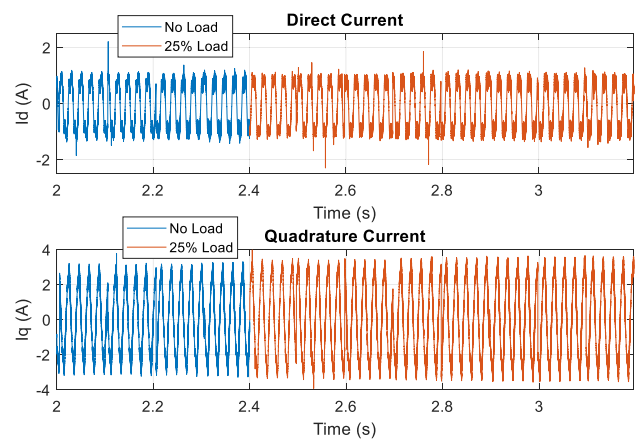 Direct Current
No Load
25% Load
2
0
-2
Id (A)
2 2.2 2.4 2.6 2.8 3
Time (s)
Quadrature Current
No Load
25% Load
4
2
0
-2
-4
Iq (A)
2 2.2 2.4 2.6 2.8 3
Time (s)